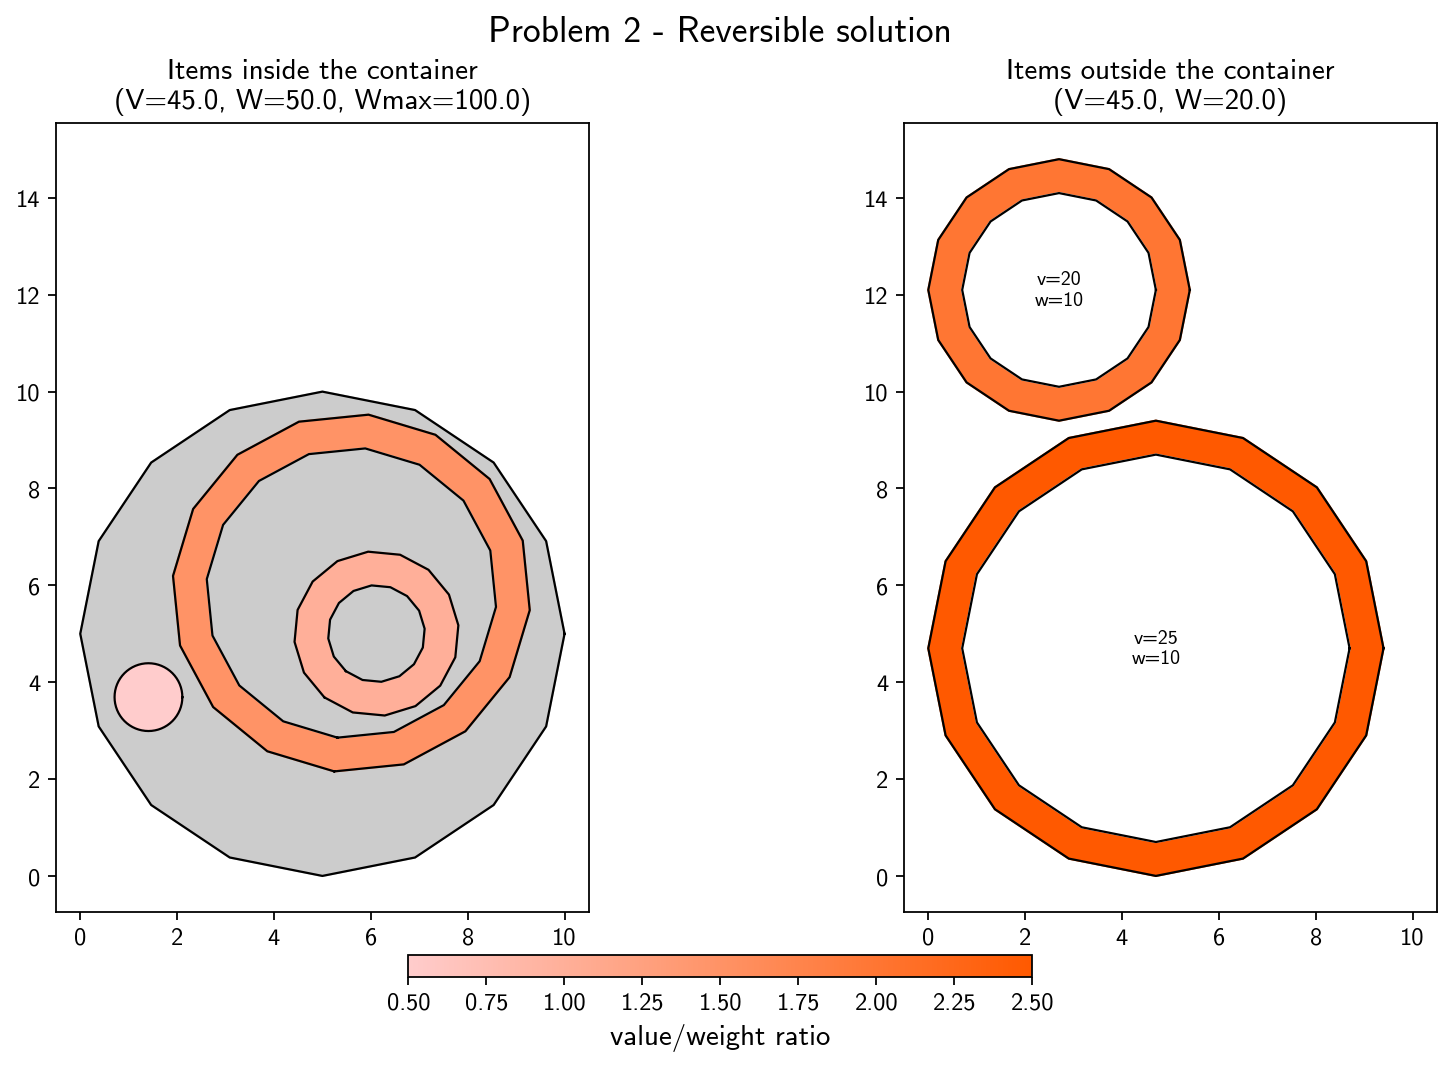 Problem 2 - Reversible solution
Items inside the container
(V=45.0, W=50.0, Wmax=100.0)
14
12
10
8
6
4
2
0
0 2 4 6 8 10
Items outside the container
(V=45.0, W=20.0)
14
12
10
8
6
4
2
0
v=20
w=10
v=25
w=10
0 2 4 6 8 10
0.50 0.75 1.00 1.25 1.50 1.75 2.00 2.25 2.50
value/weight ratio